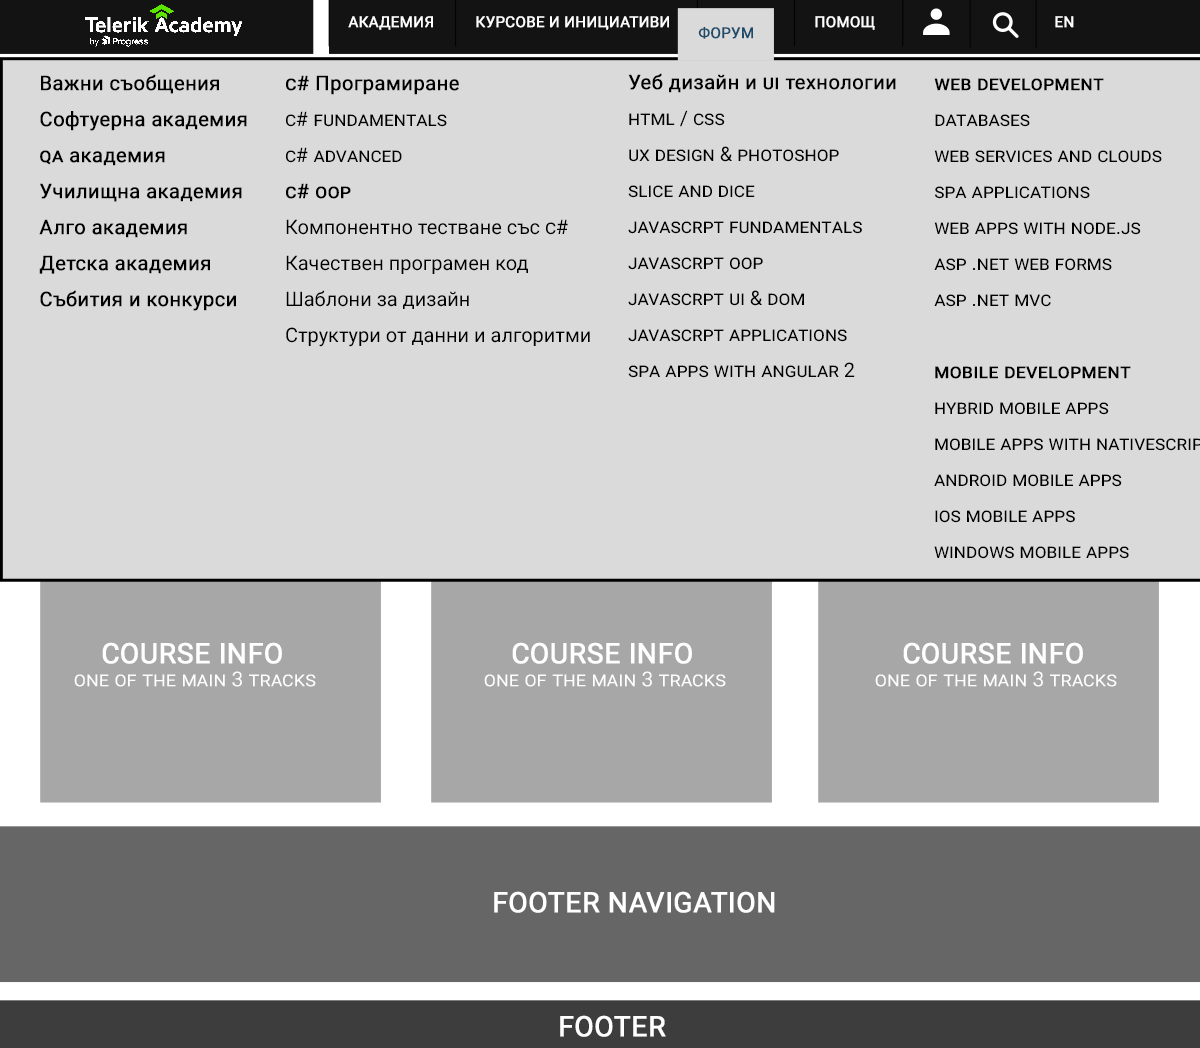 Telerik Academy
by Progress
АКАДЕМИЯ
КУРСОВЕ И ИНИЦИАТИВИ
ФОРУМ
ПОМОЩ
EN
Важни съобщения
Софтуерна академия
QA академия
Училищна академия
Алго академия
Детска академия
Събития и конкурси
C# Програмиране
C# FUNDAMENTALS
C# ADVANCED
C# OOP
Компонентно тестване със C#
Качествен програмен код
Шаблони за дизайн
Структури от данни и алгоритми
Уеб дизайн и UI технологии
HTML / CSS
UX DESIGN & PHOTOSHOP
SLICE AND DICE
JAVASCRPT FUNDAMENTALS
JAVASCRPT OOP
JAVASCRPT UI & DOM
JAVASCRPT APPLICATIONS
SPA APPS WITH ANGULAR 2
WEB DEVELOPMENT
DATABASES
WEB SERVICES AND CLOUDS
SPA APPLICATIONS
WEB APPS WITH NODE.JS
ASP .NET WEB FORMS
ASP .NET MVC
MOBILE DEVELOPMENT
HYBRID MOBILE APPS
MOBILE APPS WITH NATIVESCRIP
ANDROID MOBILE APPS
IOS MOBILE APPS
WINDOWS MOBILE APPS
COURSE INFO
ONE OF THE MAIN 3 TRACKS
COURSE INFO
ONE OF THE MAIN 3 TRACKS
COURSE INFO
ONE OF THE MAIN 3 TRACKS
FOOTER NAVIGATION
FOOTER